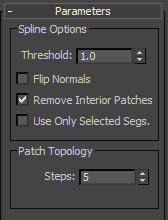 - Parameters
Spline Options
Threshold: 1.0
Flip Normals
Remove Interior Patches
Use Only Selected Segs.
Patch Topology
Steps: 5